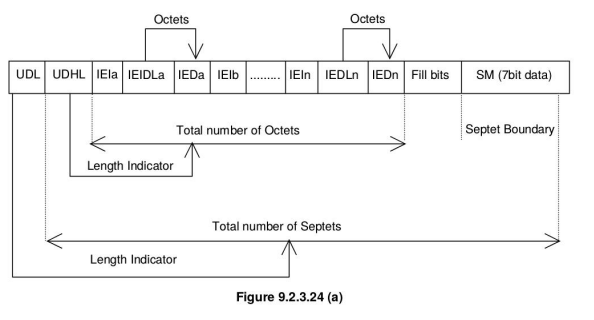 Octets Octets
UDL UDHL IEIa IEIDLa IEDa IEIb ......... IEIn IEDLn IEDn Fill bits SM (7bit data)
Total number of Octets Septet Boundary
Length Indicator
Total number of Septets
Length Indicator
Figure 9.2.3.24 (a)